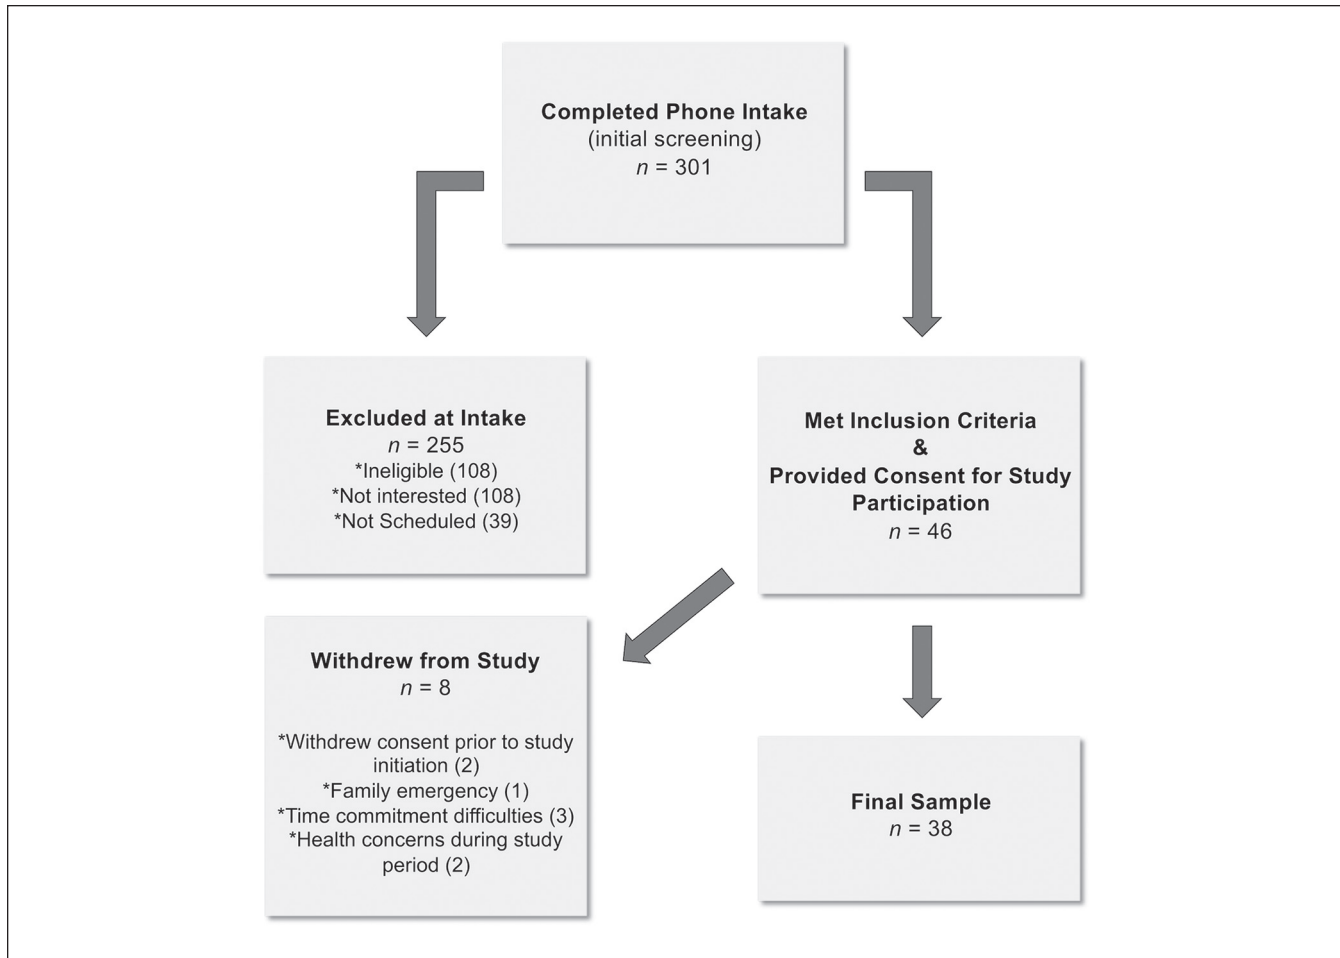 Completed Phone Intake
(initial screening)
n = 301
Excluded at Intake
n = 255
*Ineligible (108)
*Not interested (108)
*Not Scheduled (39)
Met Inclusion Criteria
&
Provided Consent for Study
Participation
n = 46
Withdrew from Study
n = 8
*Withdrew consent prior to study
initiation (2)
*Family emergency (1)
*Time commitment difficulties (3)
*Health concerns during study
period (2)
Final Sample
n = 38